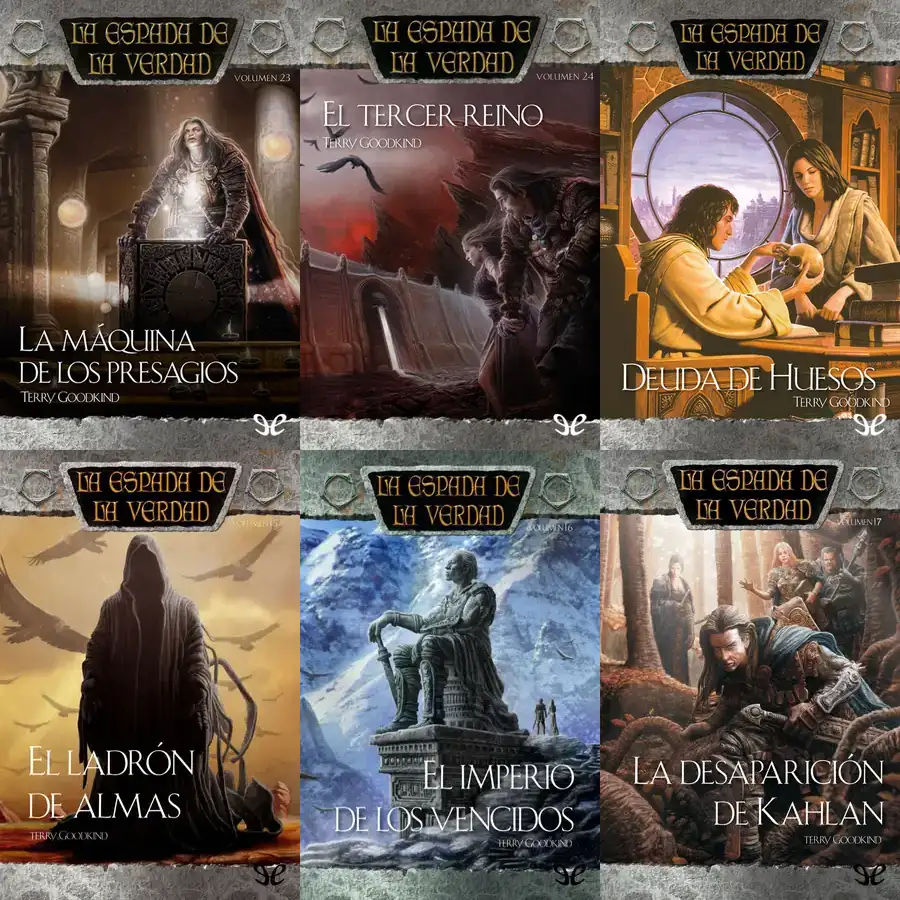 LA ESPADA DE
LA VERDAD
VOLUMEN 23
LA MÁQUINA
DE LOS PRESAGIOS
TERRY GOODKIND
LA ESPADA DE
LA VERDAD
VOLUMEN 24
EL TERCER REINO
TERRY GOODKIND
LA ESPADA DE
LA VERDAD
DEUDA DE HUESOS
TERRY GOODKIND
LA ESPADA DE
LA VERDAD
EL LADRÓN
DE ALMAS
TERRY GOODKIND
LA ESPADA DE
LA VERDAD
VOLUMEN 16
EL IMPERIO
DE LOS VENCIDOS
TERRY GOODKIND
LA ESPADA DE
LA VERDAD
VOLUMEN 17
LA DESAPARICIÓN
DE KAHLAN
TERRY GOODKIND